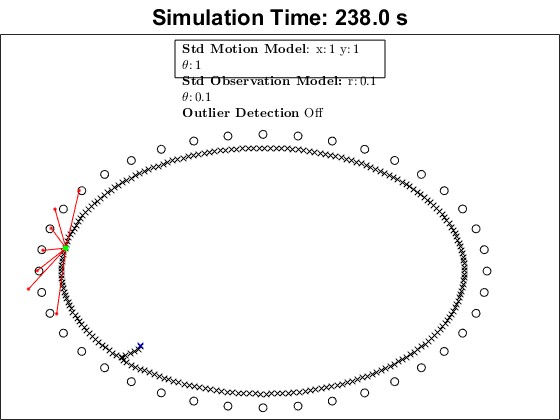 Simulation Time: 238.0 s
Std Motion Model: x: 1 y: 1
θ: 1
Std Observation Model: r: 0.1
θ: 0.1
Outlier Detection Off